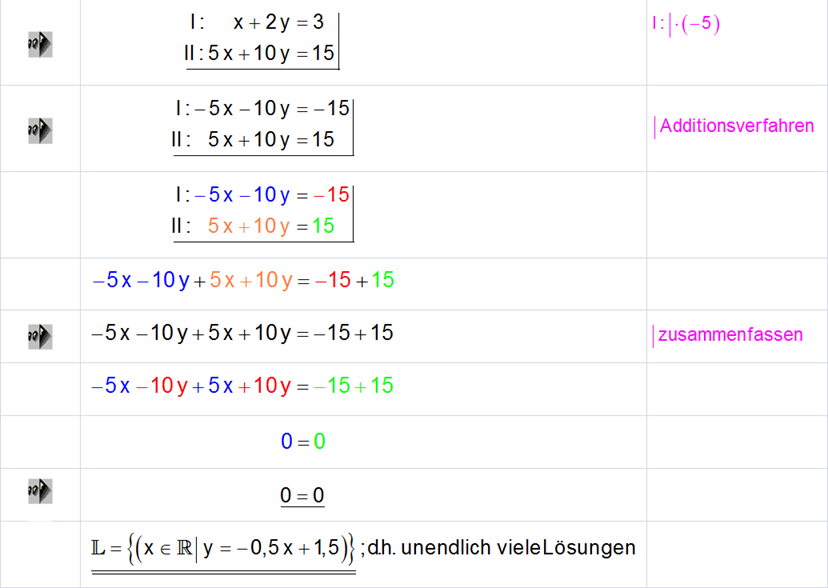 I: x + 2y = 3
I: | · (−5)
II: 5x + 10y = 15
I: −5x − 10y = −15
II: 5x + 10y = 15
| Additionsverfahren
I: −5x − 10y = −15
II: 5x + 10y = 15
−5x − 10y + 5x + 10y = −15 + 15
−5x − 10y + 5x + 10y = −15 + 15
| zusammenfassen
−5x − 10y + 5x + 10y = −15 + 15
0 = 0
0 = 0
𝕃 = {(x ∈ ℝ | y = −0,5x + 1,5)} ; d.h. unendlich viele Lösungen